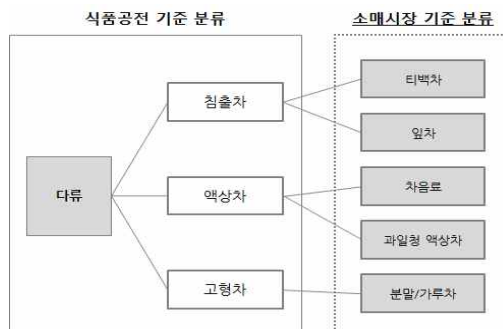 식품공전 기준 분류
소매시장 기준 분류
다류
침출차
액상차
고형차
티백차
잎차
차음료
과일청 액상차
분말/가루차